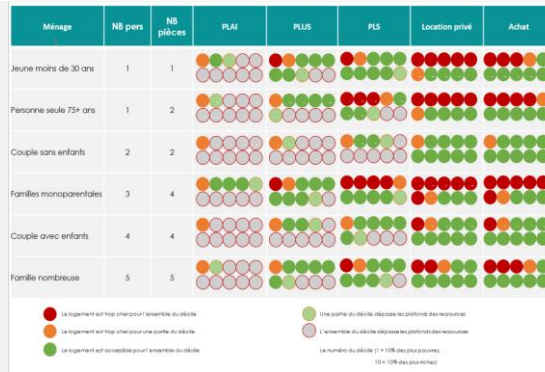 Ménage NB pers NB pièces PLAI PLUS PLS Location privé Achat
Jeune moins de 30 ans 1 1
Personne seule 75+ ans 1 2
Couple sans enfants 2 2
Familles monoparentales 3 4
Couple avec enfants 4 4
Famille nombreuse 5 5
Le logement est trop cher pour l'ensemble du décile
Le logement est trop cher pour une partie du décile
Le logement est accessible pour l'ensemble du décile
Une partie du décile dépasse les plafonds des ressources
L'ensemble du décile dépasse les plafonds des ressources
Le numéro du décile (1 = 10% des plus pauvres,
10 = 10% des plus riches)